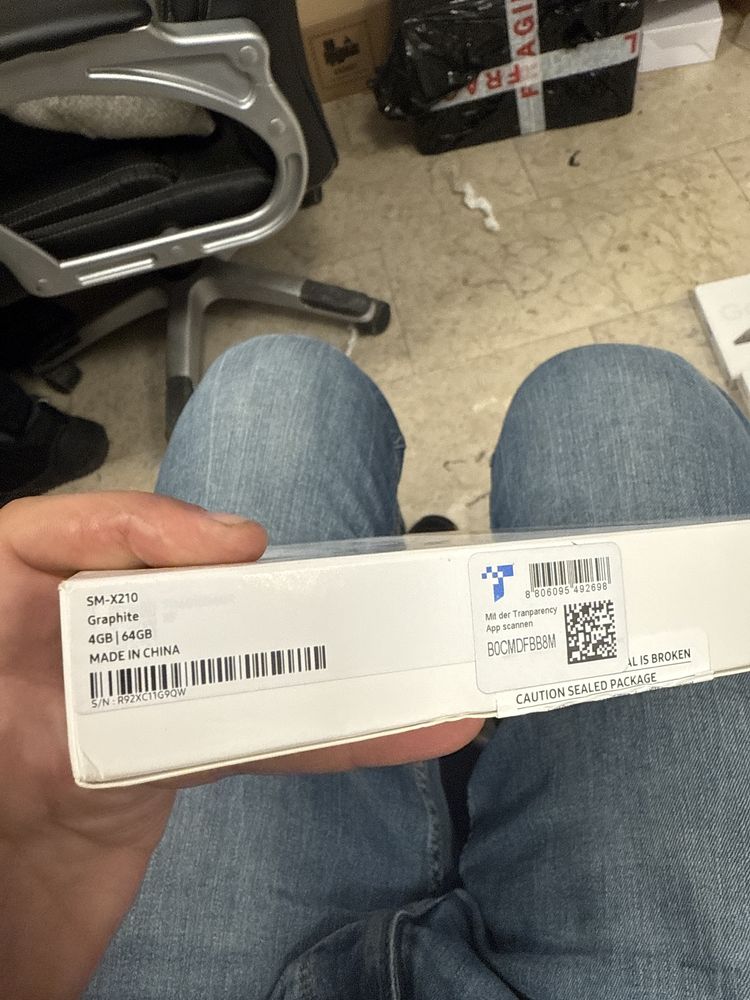 FRAGIL
SM-X210
Graphite
4GB | 64GB
MADE IN CHINA
S/N : R92XC11G9QW
8 806095 492698
Mit der Tranparency
App scannen
B0CMDFBB8M
AL IS BROKEN
CAUTION SEALED PACKAGE